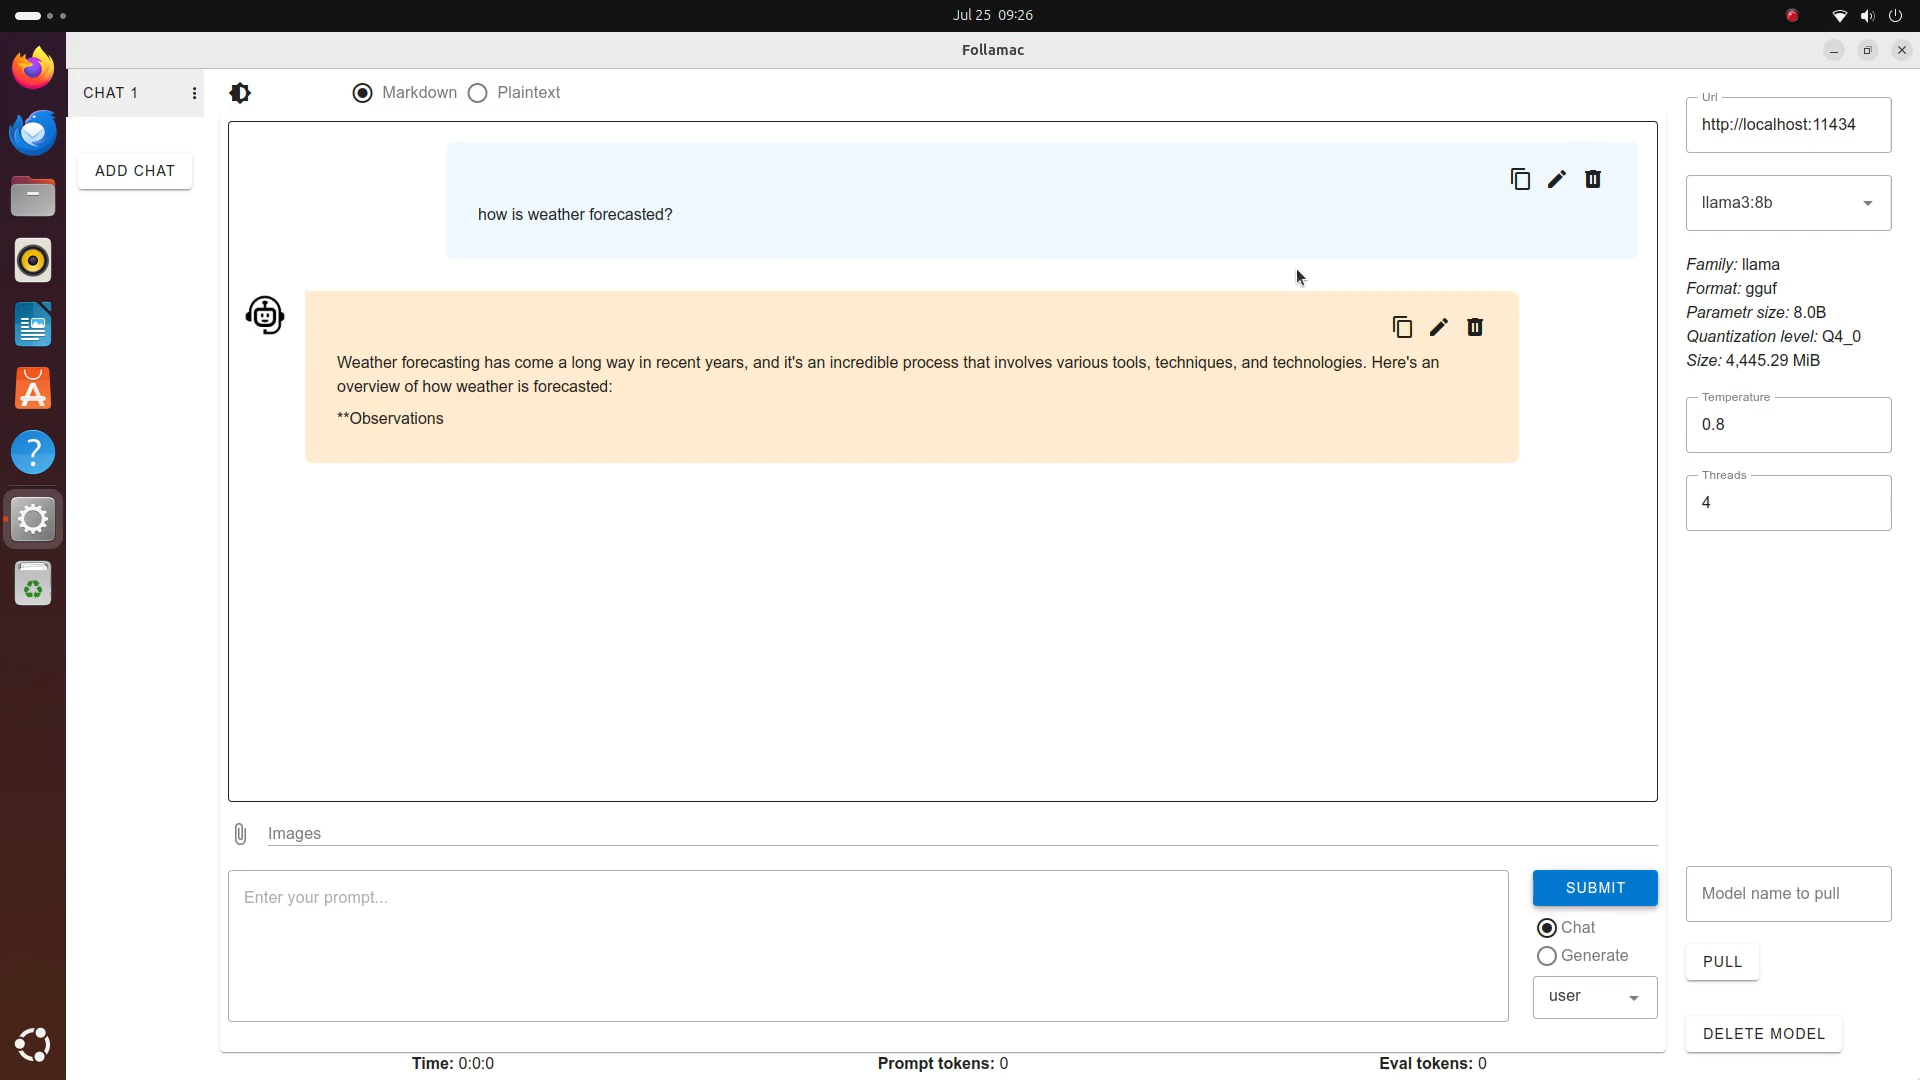 Jul 25 09:26
Follamac
CHAT 1
ADD CHAT
Markdown
Plaintext
how is weather forecasted?
Weather forecasting has come a long way in recent years, and it's an incredible process that involves various tools, techniques, and technologies. Here's an
overview of how weather is forecasted:
**Observations
Images
Enter your prompt...
SUBMIT
Chat
Generate
user
Time: 0:0:0
Prompt tokens: 0
Eval tokens: 0
Url
http://localhost:11434
llama3:8b
Family: llama
Format: gguf
Parametr size: 8.0B
Quantization level: Q4_0
Size: 4,445.29 MiB
Temperature
0.8
Threads
4
Model name to pull
PULL
DELETE MODEL